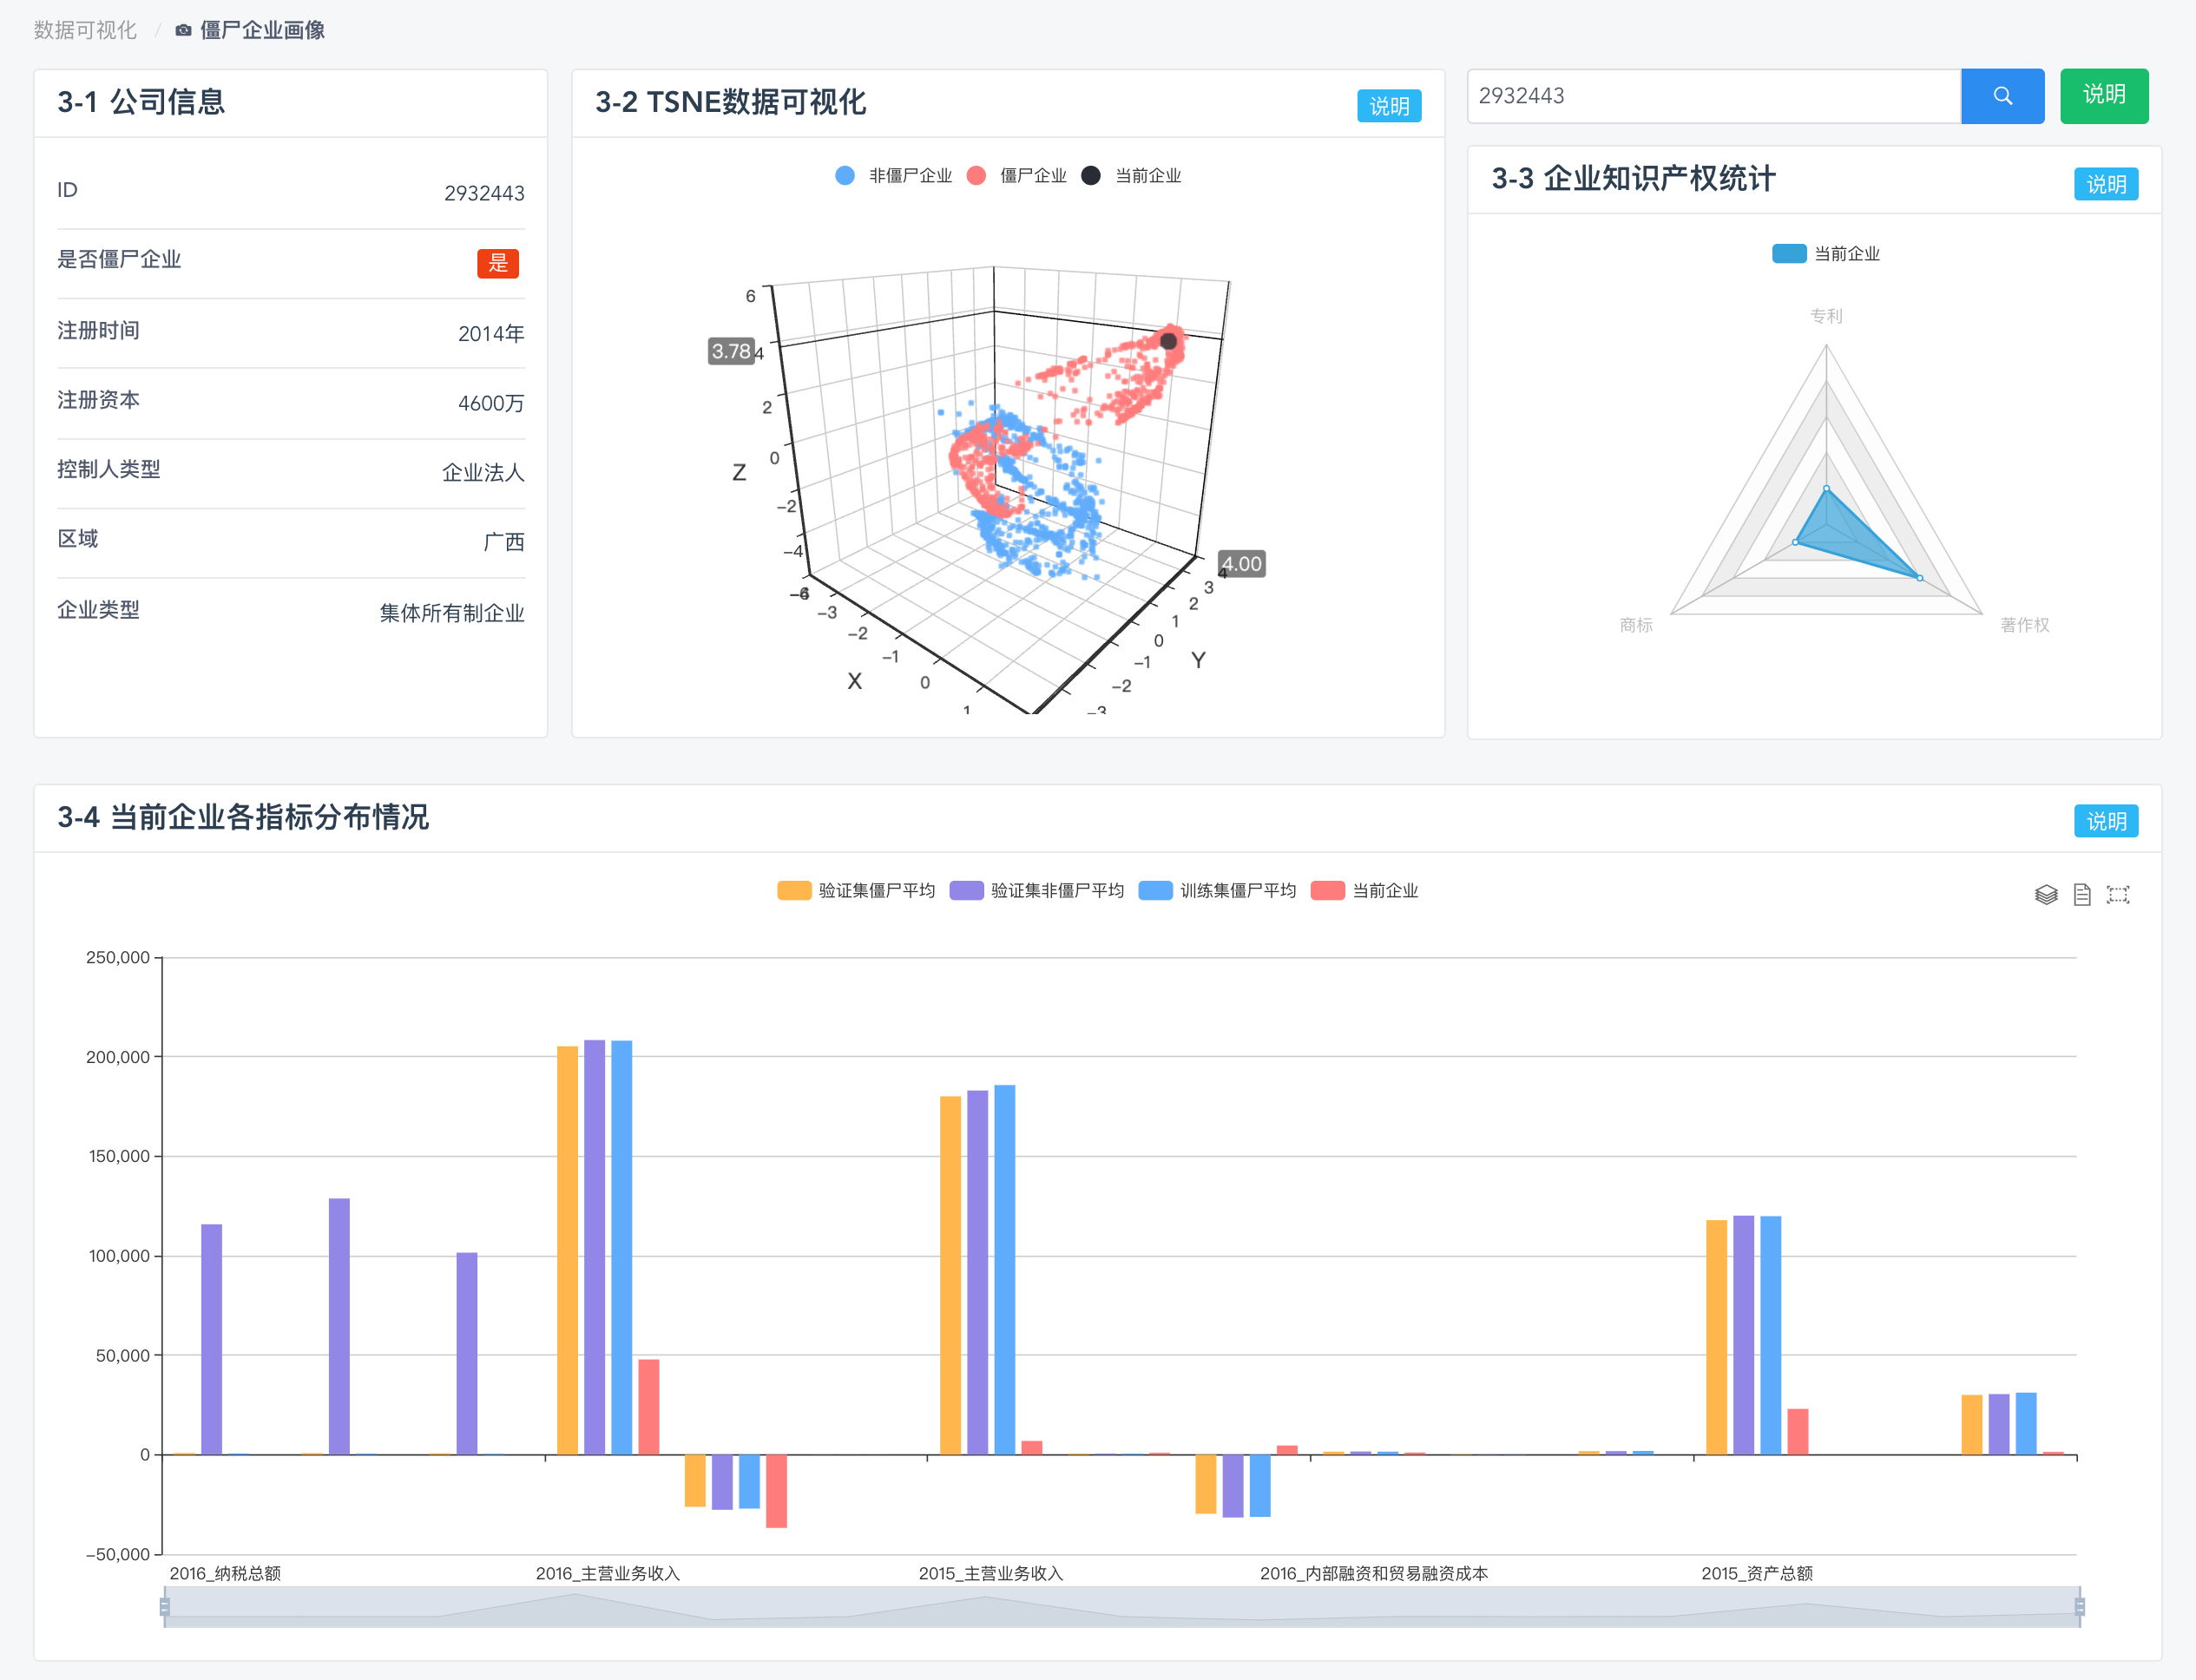 数据可视化 / 僵尸企业画像
3-1 公司信息
ID 2932443
是否僵尸企业 是
注册时间 2014年
注册资本 4600万
控制人类型 企业法人
区域 广西
企业类型 集体所有制企业
3-2 TSNE数据可视化 说明
非僵尸企业 僵尸企业 当前企业
6
3.78 4
2
0
Z
−2
−4
−3
−2
−1
0
1
X
4.00
3
2
1
0
−1
−2
−3
Y
2932443 说明
3-3 企业知识产权统计 说明
当前企业
专利
商标 著作权
3-4 当前企业各指标分布情况 说明
验证集僵尸平均 验证集非僵尸平均 训练集僵尸平均 当前企业
250,000
200,000
150,000
100,000
50,000
0
−50,000
2016_纳税总额 2016_主营业务收入 2015_主营业务收入 2016_内部融资和贸易融资成本 2015_资产总额